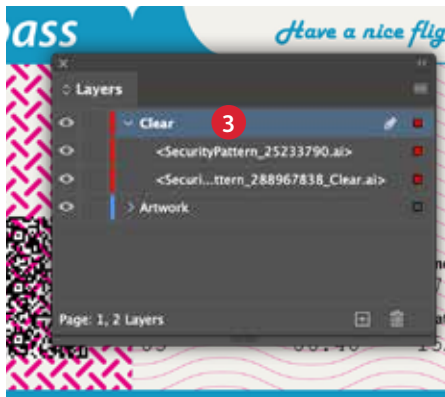 ass
Have a nice flig
Layers
Clear
3
<SecurityPattern_25233790.ai>
<Securi...ttern_288967838_Clear.ai>
Artwork
Page: 1, 2 Layers